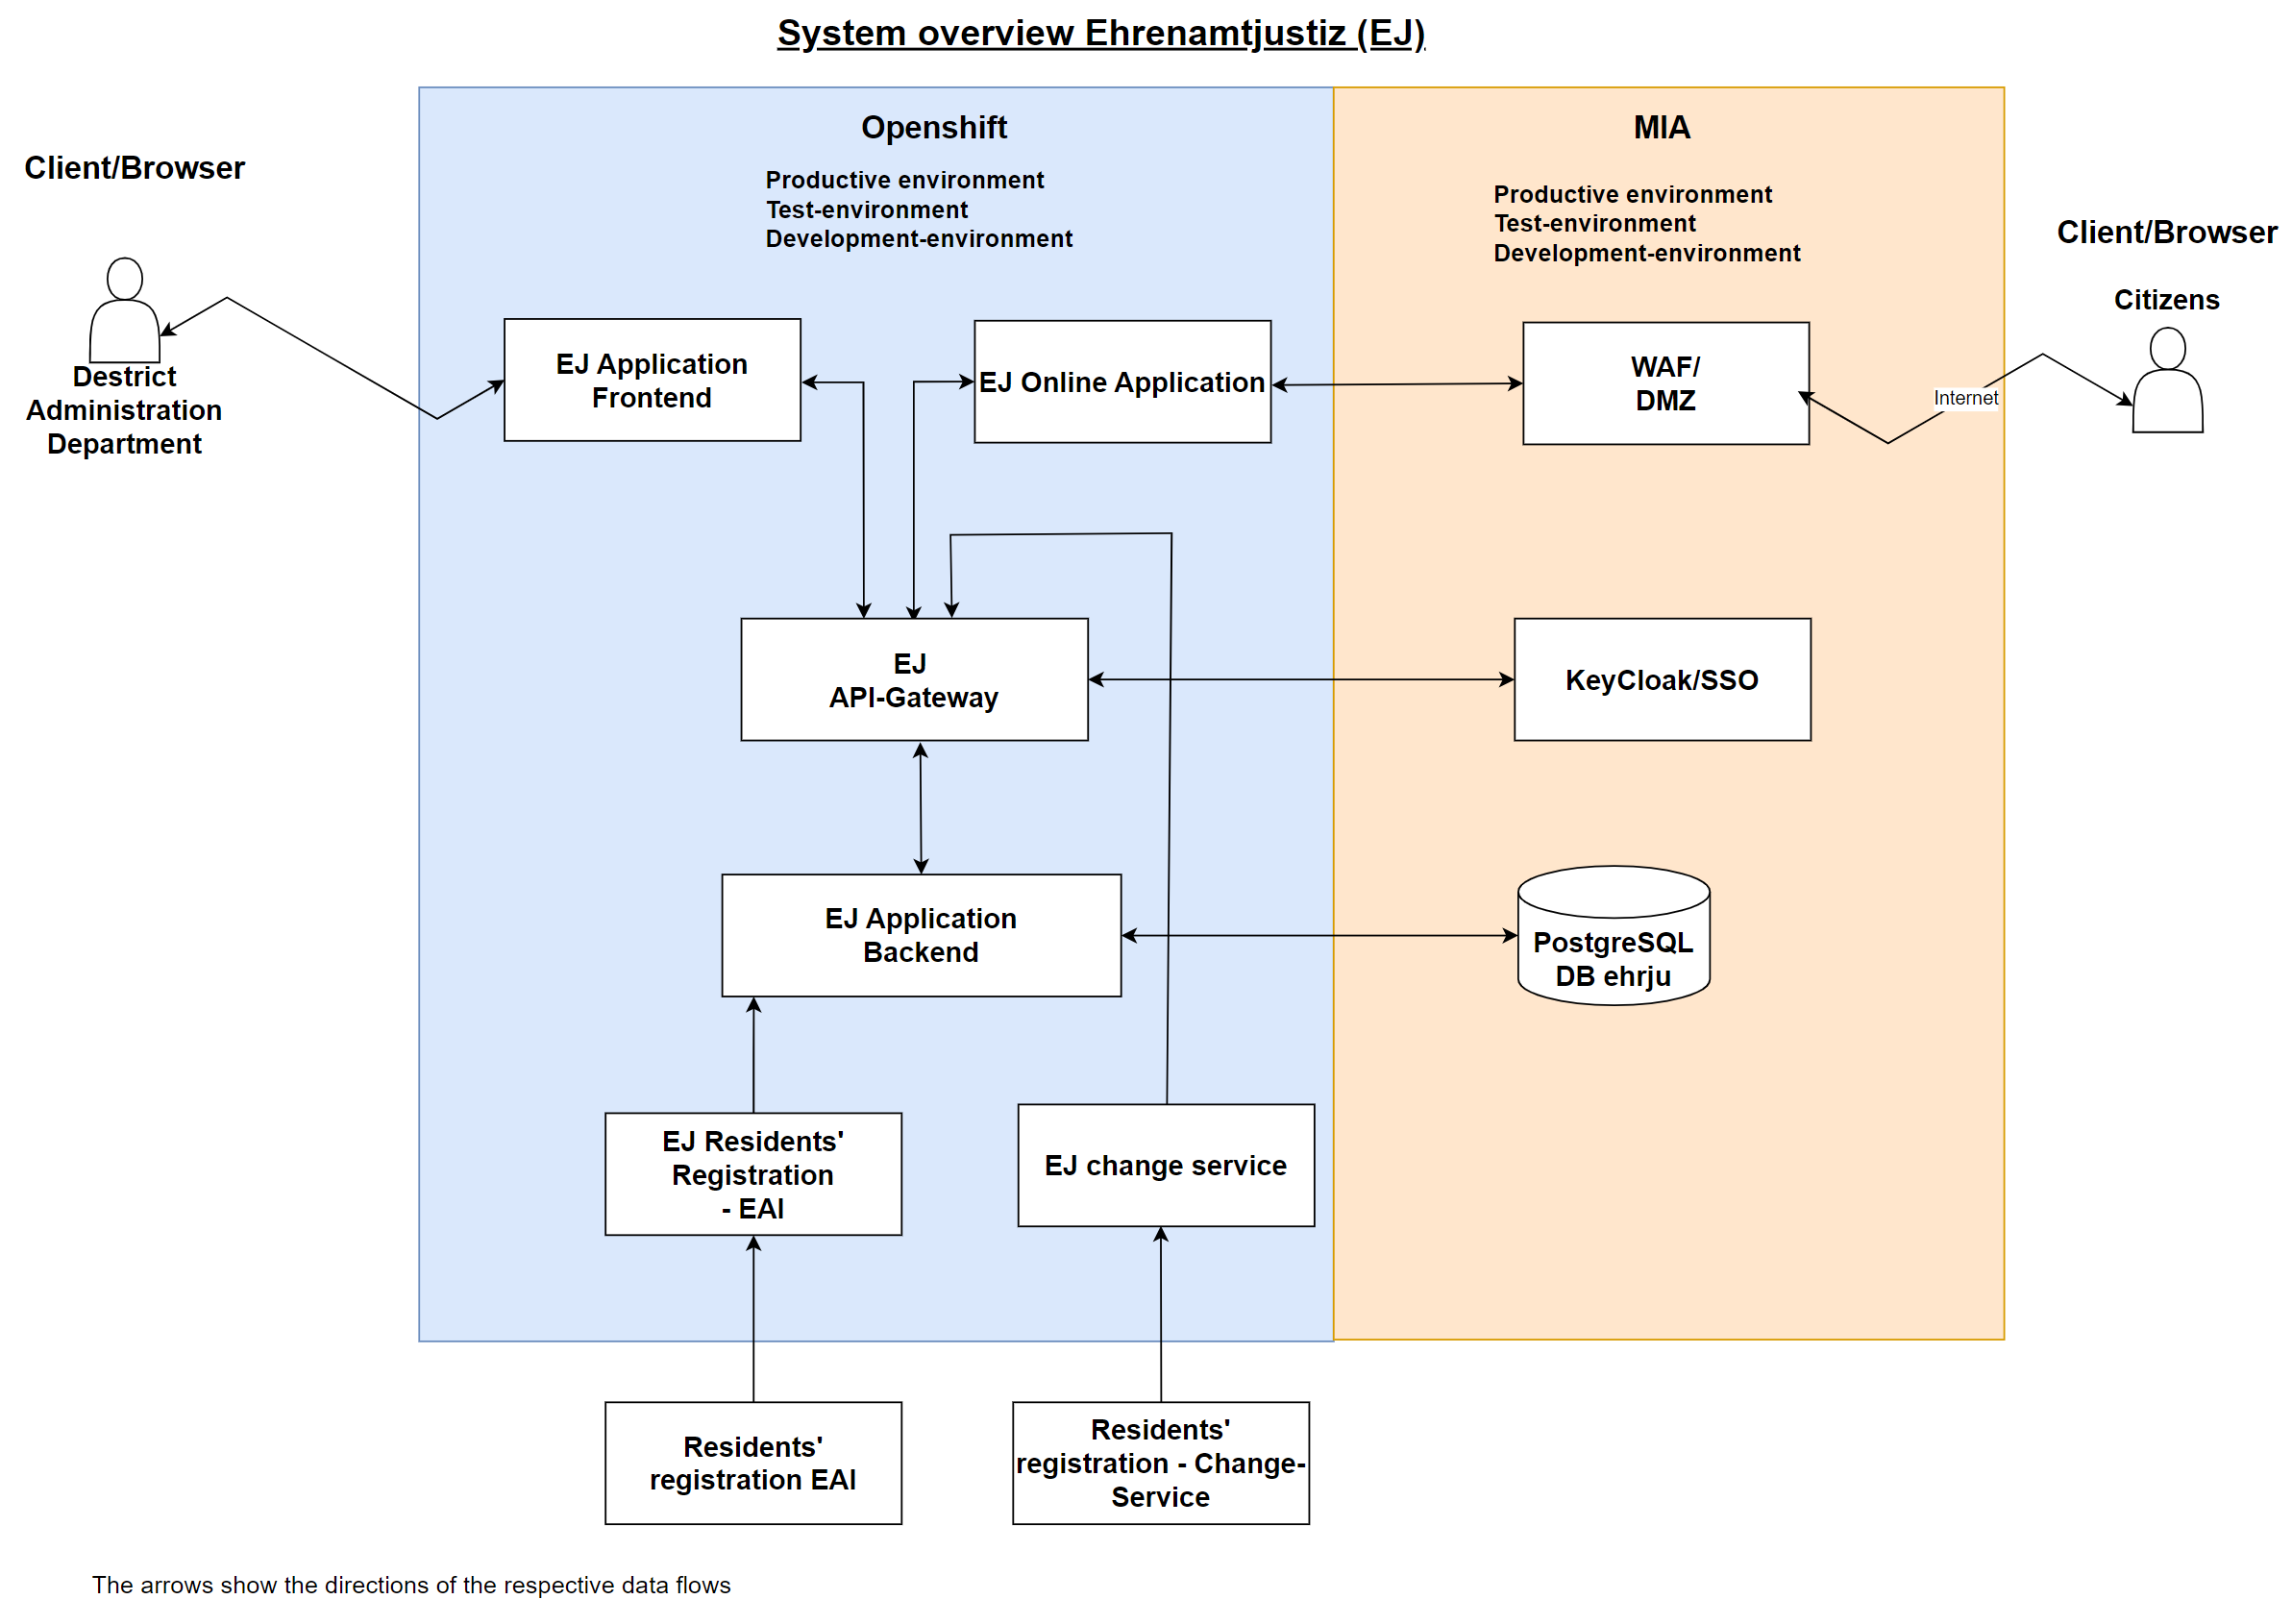 System overview Ehrenamtjustiz (EJ)
Openshift
Productive environment
Test-environment
Development-environment
MIA
Productive environment
Test-environment
Development-environment
Client/Browser
Destrict
Administration
Department
Client/Browser
Citizens
EJ Application
Frontend
EJ Online Application
WAF/
DMZ
Internet
EJ
API-Gateway
KeyCloak/SSO
EJ Application
Backend
PostgreSQL
DB ehrju
EJ Residents'
Registration
- EAI
EJ change service
Residents'
registration EAI
Residents'
registration - Change-
Service
The arrows show the directions of the respective data flows